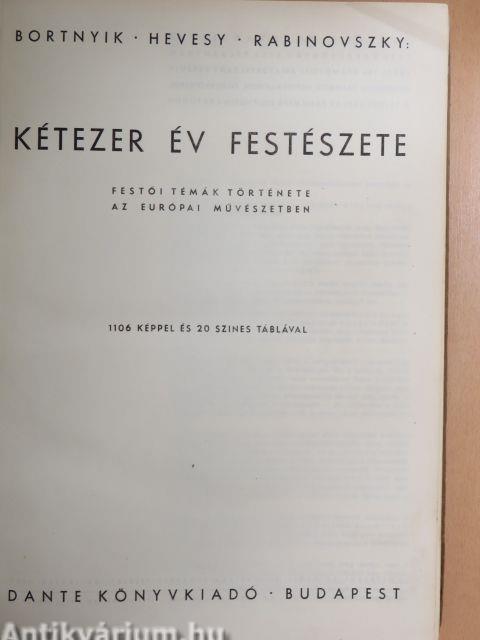 BORTNYIK · HEVESY · RABINOVSZKY:
KÉTEZER ÉV FESTÉSZETE
FESTŐI TÉMÁK TÖRTÉNETE
AZ EURÓPAI MŰVÉSZETBEN
1106 KÉPPEL ÉS 20 SZINES TÁBLÁVAL
DANTE KÖNYVKIADÓ · BUDAPEST
Antikvárium.hu